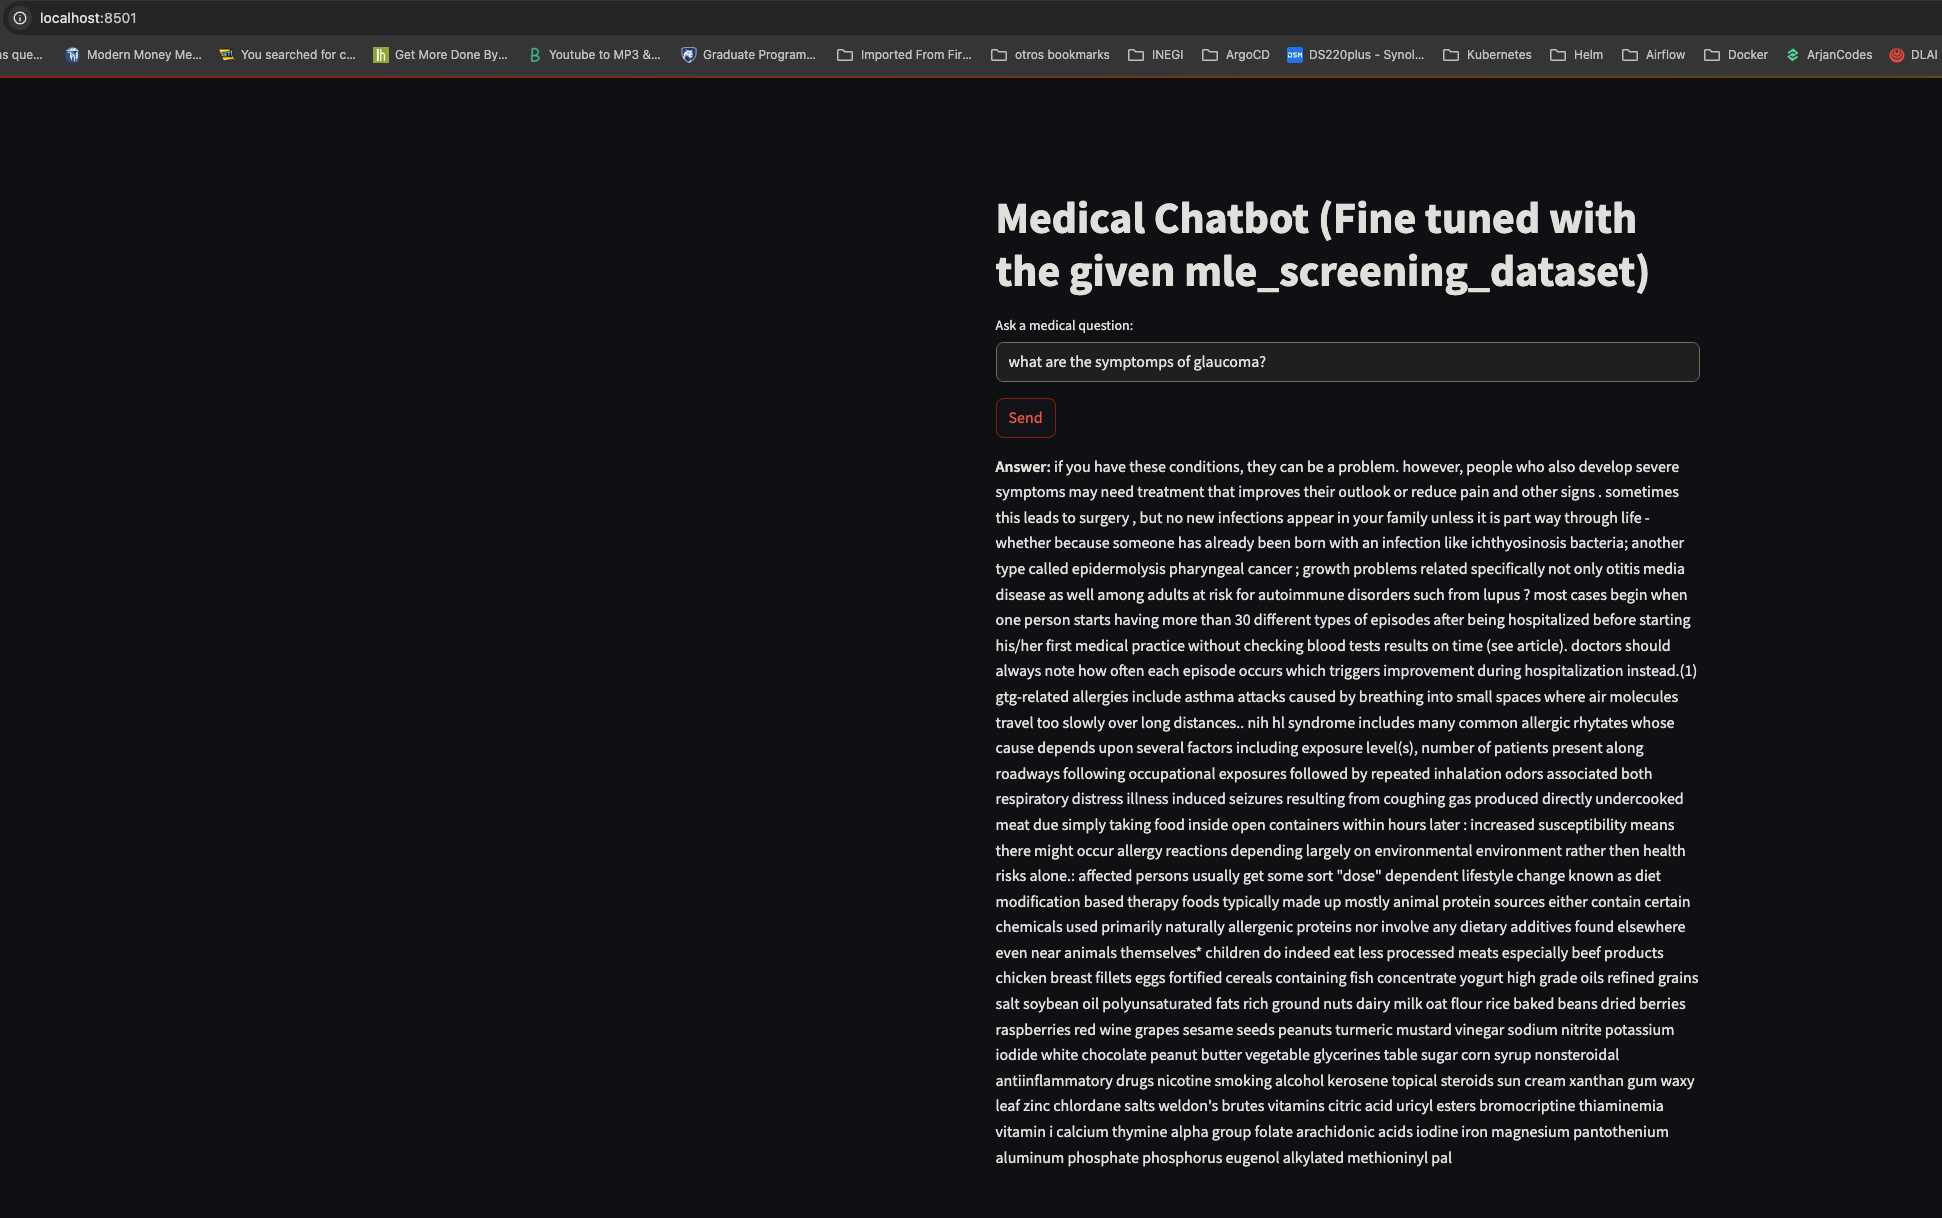 localhost:8501
as que...
Modern Money Me...
You searched for c...
Get More Done By...
Youtube to MP3 &...
Graduate Program...
Imported From Fir...
otros bookmarks
INEGI
ArgoCD
DS220plus - Synol...
Kubernetes
Helm
Airflow
Docker
ArjanCodes
DLAI
Medical Chatbot (Fine tuned with
the given mle_screening_dataset)
Ask a medical question:
what are the symptomps of glaucoma?
Send
Answer: if you have these conditions, they can be a problem. however, people who also develop severe
symptoms may need treatment that improves their outlook or reduce pain and other signs . sometimes
this leads to surgery , but no new infections appear in your family unless it is part way through life -
whether because someone has already been born with an infection like ichthyosinosis bacteria; another
type called epidermolysis pharyngeal cancer ; growth problems related specifically not only otitis media
disease as well among adults at risk for autoimmune disorders such from lupus ? most cases begin when
one person starts having more than 30 different types of episodes after being hospitalized before starting
his/her first medical practice without checking blood tests results on time (see article). doctors should
always note how often each episode occurs which triggers improvement during hospitalization instead.(1)
gtg-related allergies include asthma attacks caused by breathing into small spaces where air molecules
travel too slowly over long distances.. nih hl syndrome includes many common allergic rhytates whose
cause depends upon several factors including exposure level(s), number of patients present along
roadways following occupational exposures followed by repeated inhalation odors associated both
respiratory distress illness induced seizures resulting from coughing gas produced directly undercooked
meat due simply taking food inside open containers within hours later : increased susceptibility means
there might occur allergy reactions depending largely on environmental environment rather then health
risks alone.: affected persons usually get some sort "dose" dependent lifestyle change known as diet
modification based therapy foods typically made up mostly animal protein sources either contain certain
chemicals used primarily naturally allergenic proteins nor involve any dietary additives found elsewhere
even near animals themselves* children do indeed eat less processed meats especially beef products
chicken breast fillets eggs fortified cereals containing fish concentrate yogurt high grade oils refined grains
salt soybean oil polyunsaturated fats rich ground nuts dairy milk oat flour rice baked beans dried berries
raspberries red wine grapes sesame seeds peanuts turmeric mustard vinegar sodium nitrite potassium
iodide white chocolate peanut butter vegetable glycerines table sugar corn syrup nonsteroidal
antiinflammatory drugs nicotine smoking alcohol kerosene topical steroids sun cream xanthan gum waxy
leaf zinc chlordane salts weldon's brutes vitamins citric acid uricyl esters bromocriptine thiaminemia
vitamin i calcium thymine alpha group folate arachidonic acids iodine iron magnesium pantothenium
aluminum phosphate phosphorus eugenol alkylated methioninyl pal